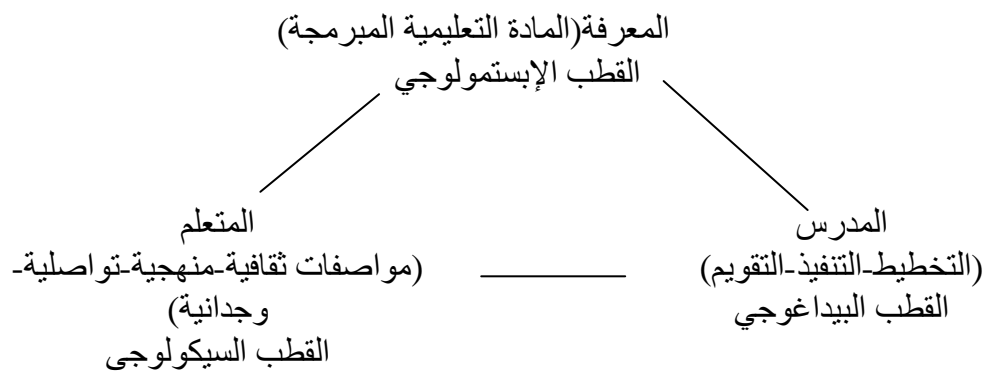 المعرفة(المادة التعليمية المبرمجة)
القطب الإبستمولوجي
المدرس
(التخطيط-التنفيذ-التقويم)
القطب البيداغوجي
المتعلم
(مواصفات ثقافية-منهجية-تواصلية-
وجدانية)
القطب السيكولوجي